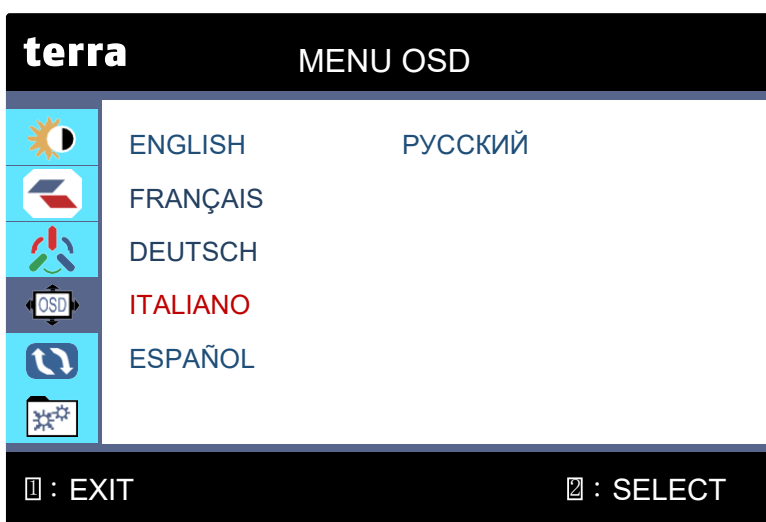 terra
MENU OSD
ENGLISH РУССКИЙ
FRANÇAIS
DEUTSCH
OSD ITALIANO
ESPAÑOL
1 : EXIT 2 : SELECT